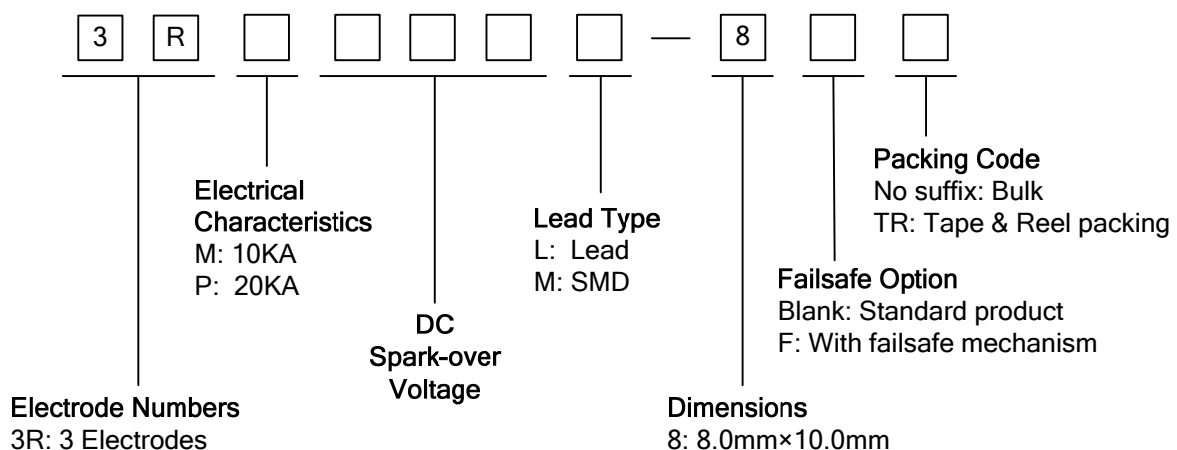 3 R — 8
Packing Code
No suffix: Bulk
TR: Tape & Reel packing
Electrical
Characteristics
M: 10KA
P: 20KA
Lead Type
L: Lead
M: SMD
Failsafe Option
Blank: Standard product
F: With failsafe mechanism
DC
Spark-over
Voltage
Electrode Numbers
3R: 3 Electrodes
Dimensions
8: 8.0mm×10.0mm